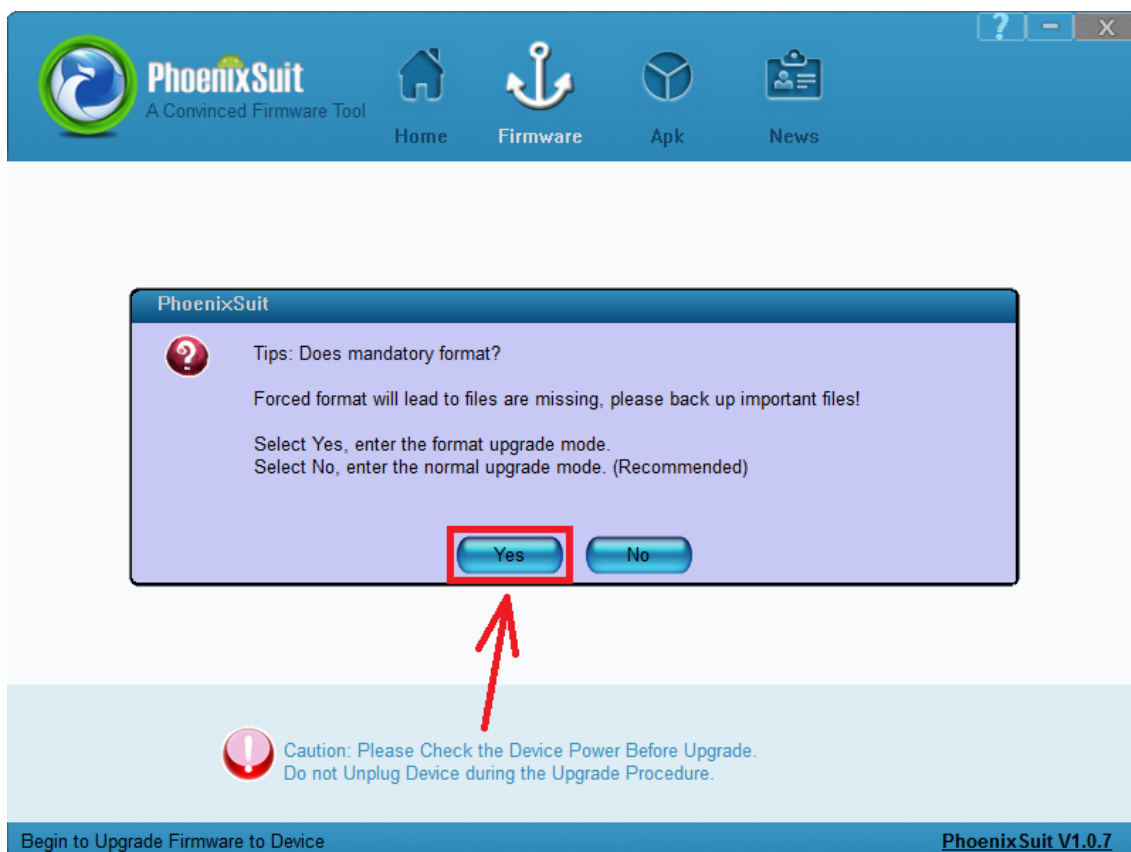 ? - X
PhoenixSuit
A Convinced Firmware Tool
Home Firmware Apk News
PhoenixSuit
?
Tips: Does mandatory format?
Forced format will lead to files are missing, please back up important files!
Select Yes, enter the format upgrade mode.
Select No, enter the normal upgrade mode. (Recommended)
Yes No
!
Caution: Please Check the Device Power Before Upgrade.
Do not Unplug Device during the Upgrade Procedure.
Begin to Upgrade Firmware to Device PhoenixSuit V1.0.7